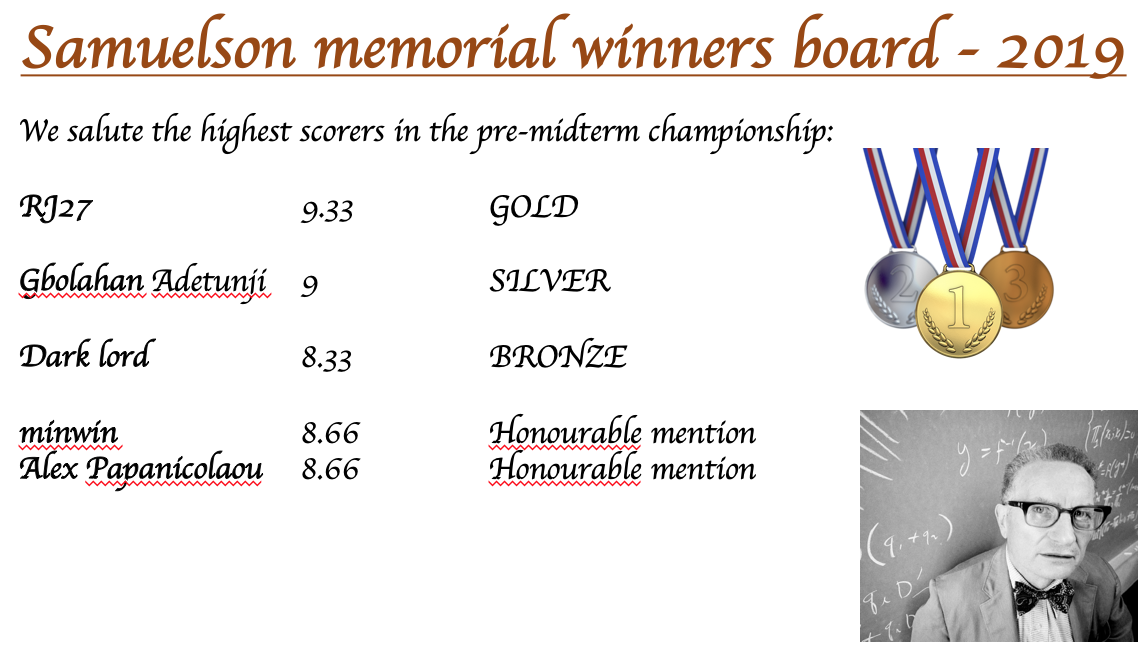 Samuelson memorial winners board - 2019
We salute the highest scorers in the pre-midterm championship:
RJ27 9.33 GOLD
Gbolahan Adetunji 9 SILVER
Dark lord 8.33 BRONZE
minwin 8.66 Honourable mention
Alex Papanicolaou 8.66 Honourable mention
2 1 3
y = f⁻¹(x)
(q₁ + q₂)